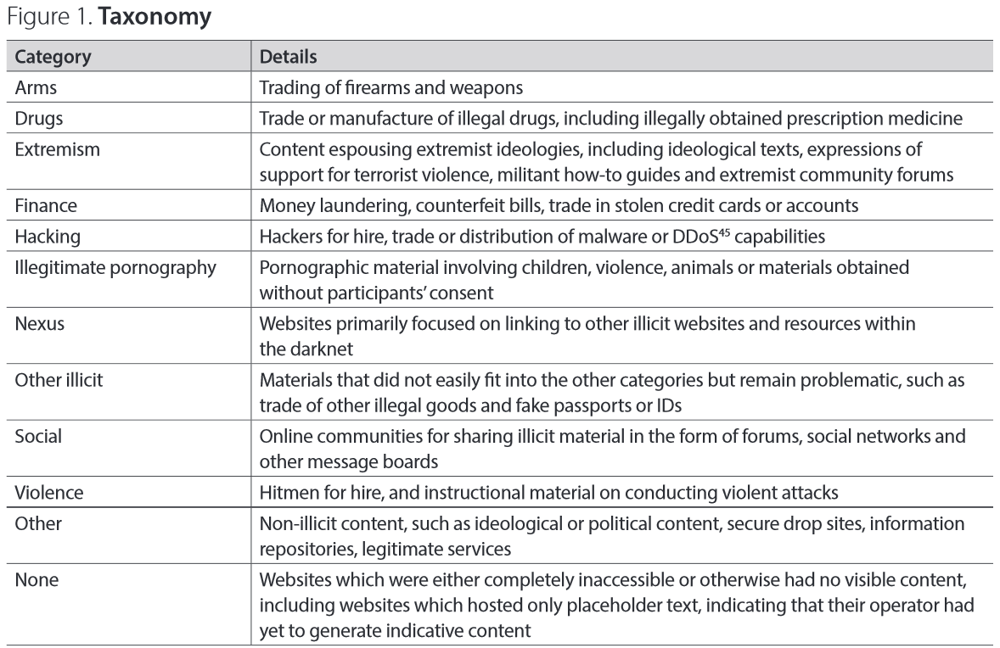 Figure 1. Taxonomy
Category Details
Arms Trading of firearms and weapons
Drugs Trade or manufacture of illegal drugs, including illegally obtained prescription medicine
Extremism Content espousing extremist ideologies, including ideological texts, expressions of
support for terrorist violence, militant how-to guides and extremist community forums
Finance Money laundering, counterfeit bills, trade in stolen credit cards or accounts
Hacking Hackers for hire, trade or distribution of malware or DDoS⁴⁵ capabilities
Illegitimate pornography Pornographic material involving children, violence, animals or materials obtained
without participants’ consent
Nexus Websites primarily focused on linking to other illicit websites and resources within
the darknet
Other illicit Materials that did not easily fit into the other categories but remain problematic, such as
trade of other illegal goods and fake passports or IDs
Social Online communities for sharing illicit material in the form of forums, social networks and
other message boards
Violence Hitmen for hire, and instructional material on conducting violent attacks
Other Non-illicit content, such as ideological or political content, secure drop sites, information
repositories, legitimate services
None Websites which were either completely inaccessible or otherwise had no visible content,
including websites which hosted only placeholder text, indicating that their operator had
yet to generate indicative content